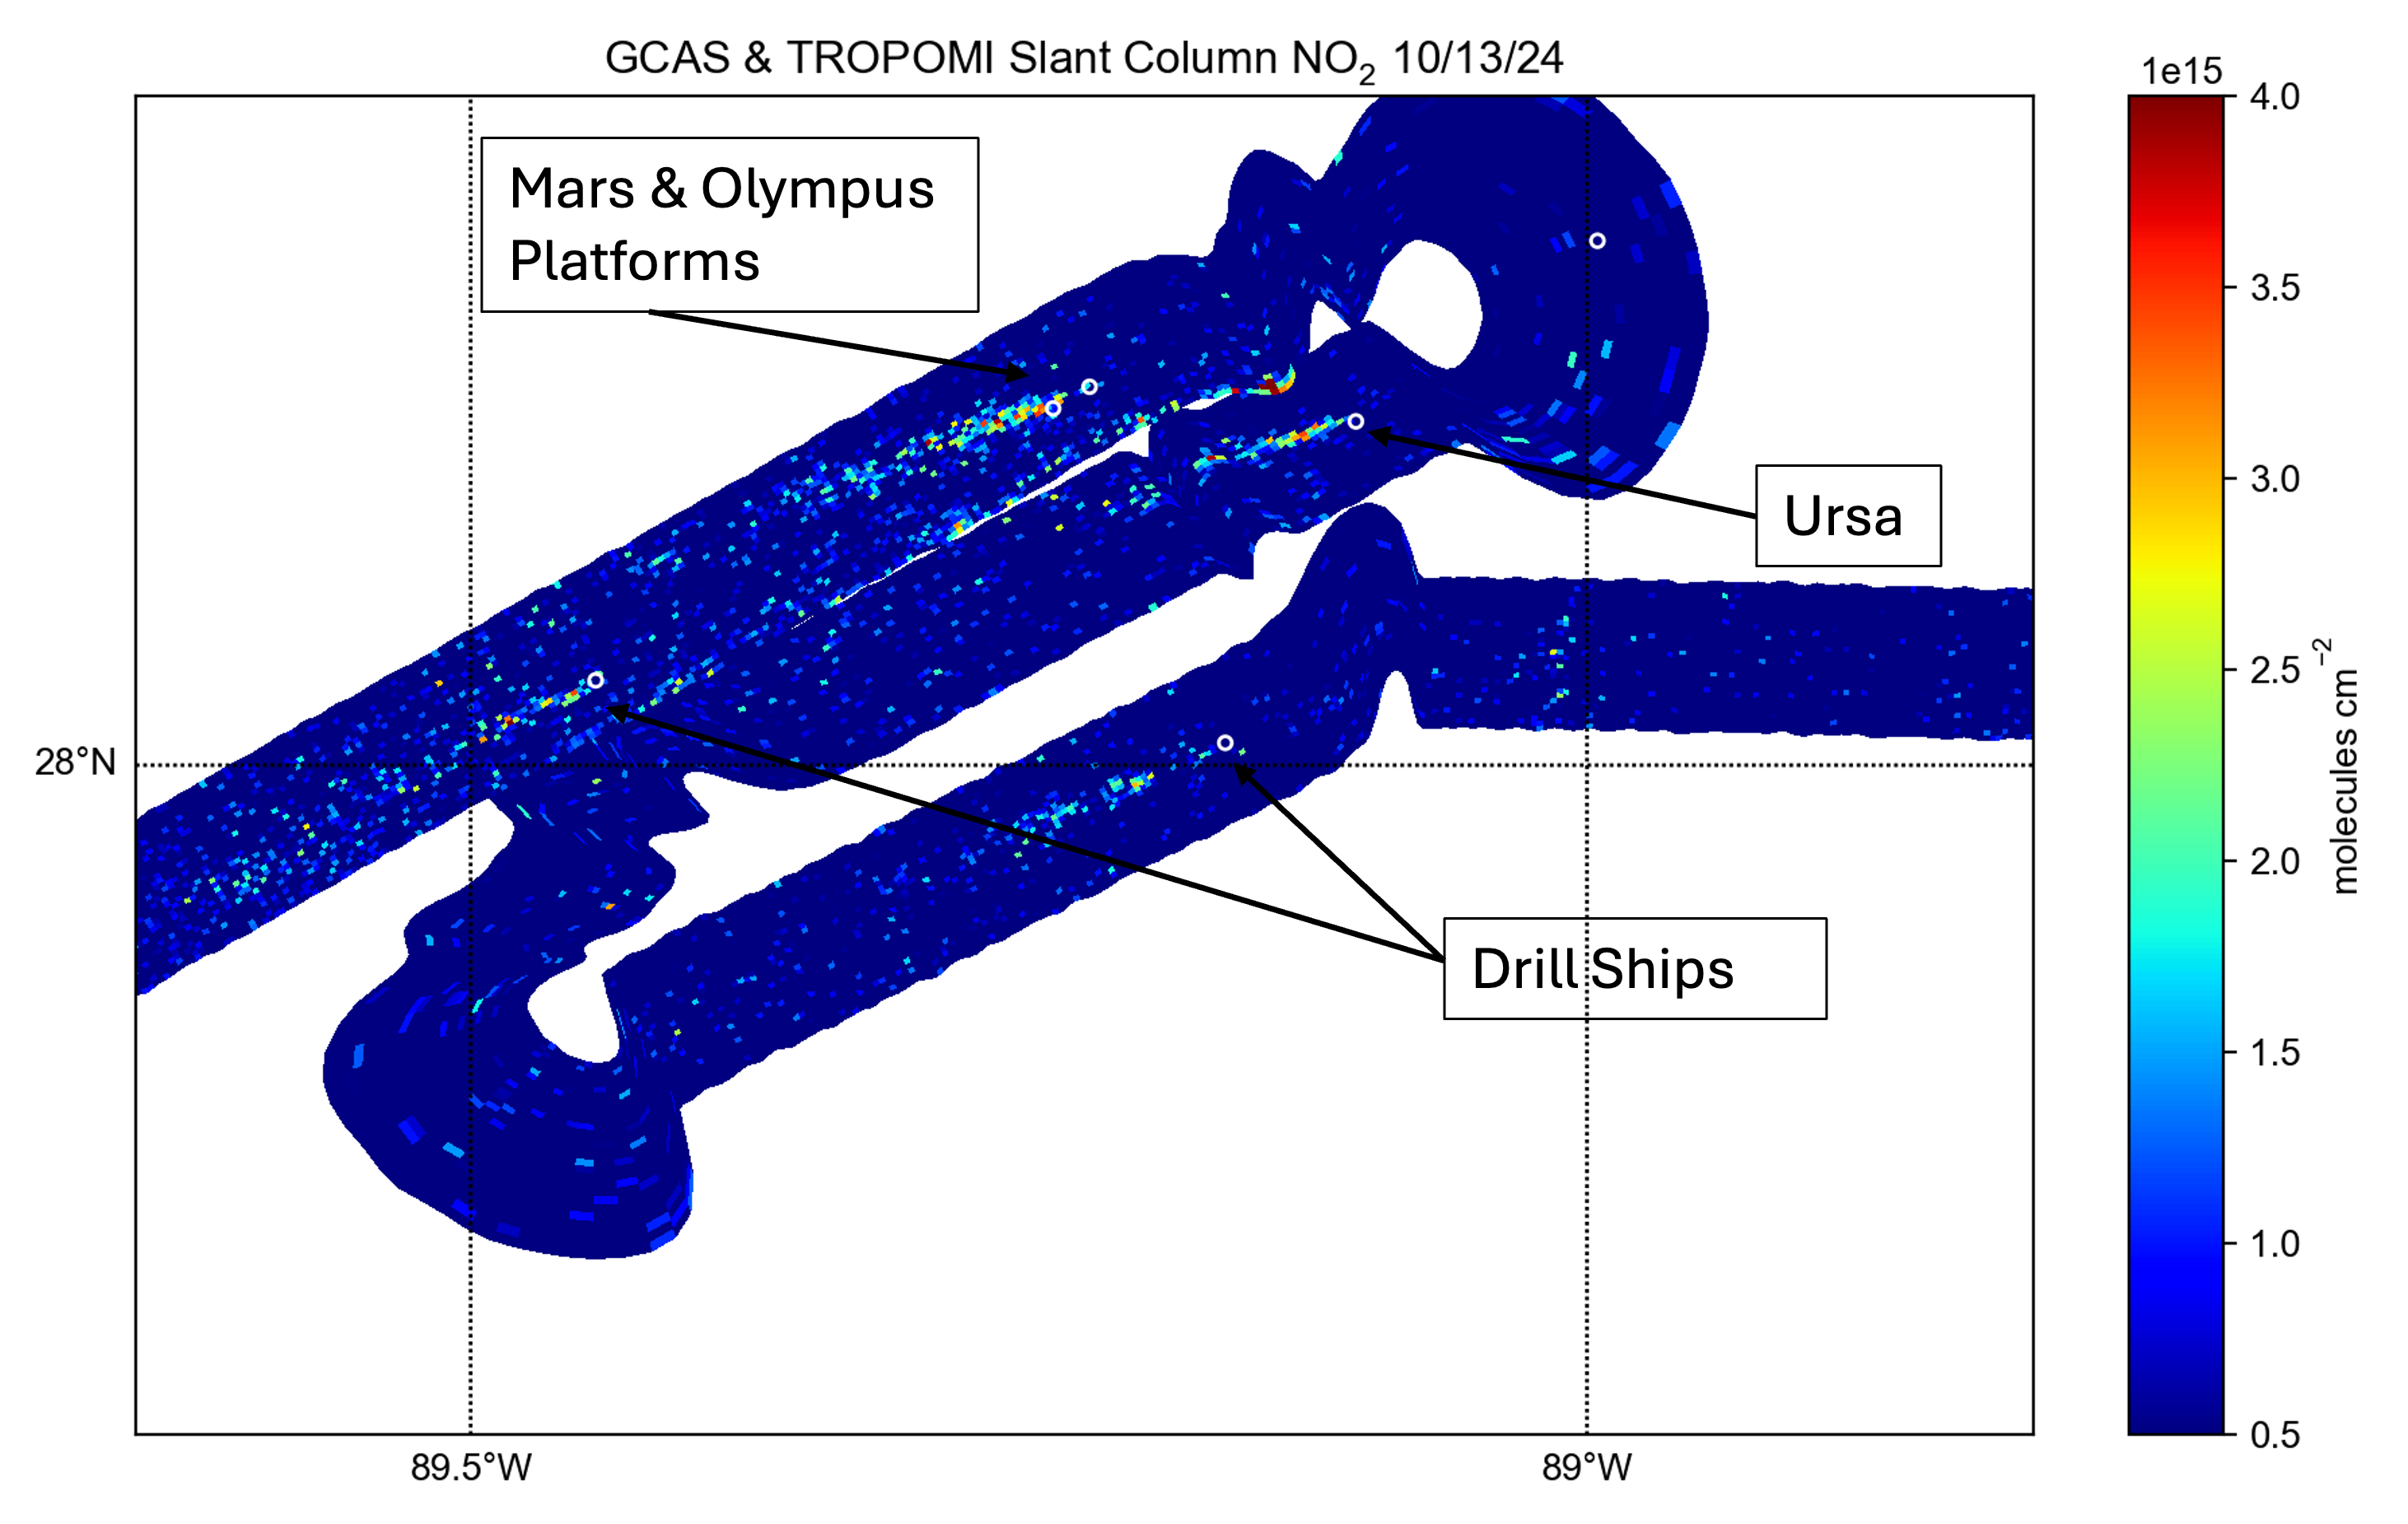 GCAS & TROPOMI Slant Column NO₂ 10/13/24
1e15
4.0
Mars & Olympus
Platforms
3.5
3.0
Ursa
2.5
molecules cm⁻²
28°N
2.0
Drill Ships
1.5
1.0
0.5
89.5°W
89°W